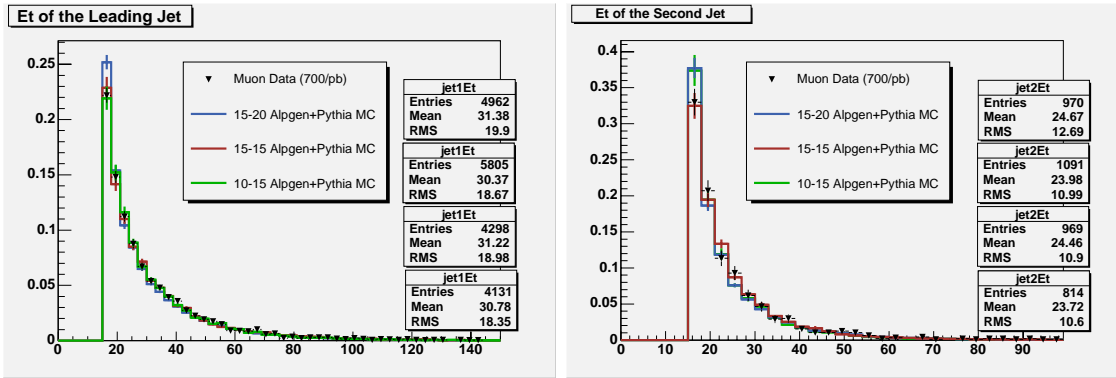 Et of the Leading Jet
0.25
0.2
0.15
0.1
0.05
0
0 20 40 60 80 100 120 140
Muon Data (700/pb)
15-20 Alpgen+Pythia MC
15-15 Alpgen+Pythia MC
10-15 Alpgen+Pythia MC
jet1Et
Entries 4962
Mean 31.38
RMS 19.9
jet1Et
Entries 5805
Mean 30.37
RMS 18.67
jet1Et
Entries 4298
Mean 31.22
RMS 18.98
jet1Et
Entries 4131
Mean 30.78
RMS 18.35
Et of the Second Jet
0.4
0.35
0.3
0.25
0.2
0.15
0.1
0.05
0
0 10 20 30 40 50 60 70 80 90
Muon Data (700/pb)
15-20 Alpgen+Pythia MC
15-15 Alpgen+Pythia MC
10-15 Alpgen+Pythia MC
jet2Et
Entries 970
Mean 24.67
RMS 12.69
jet2Et
Entries 1091
Mean 23.98
RMS 10.99
jet2Et
Entries 969
Mean 24.46
RMS 10.9
jet2Et
Entries 814
Mean 23.72
RMS 10.6